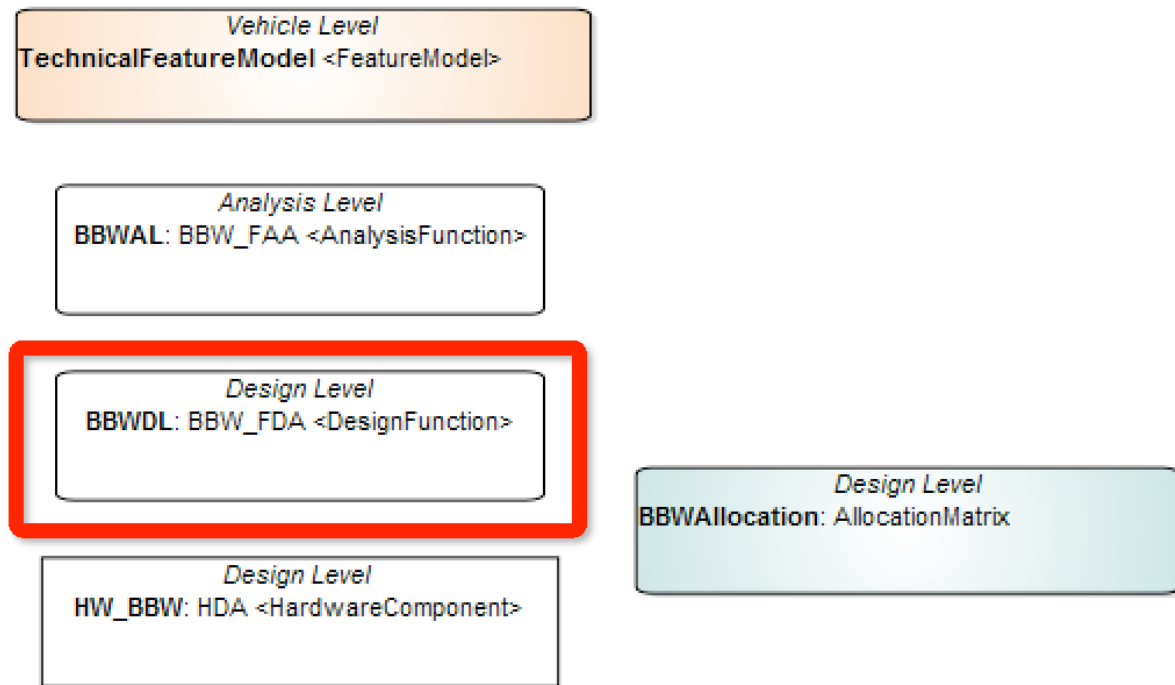 Vehicle Level
TechnicalFeatureModel <FeatureModel>
Analysis Level
BBWAL: BBW_FAA <AnalysisFunction>
Design Level
BBWDL: BBW_FDA <DesignFunction>
Design Level
BBWAllocation: AllocationMatrix
Design Level
HW_BBW: HDA <HardwareComponent>